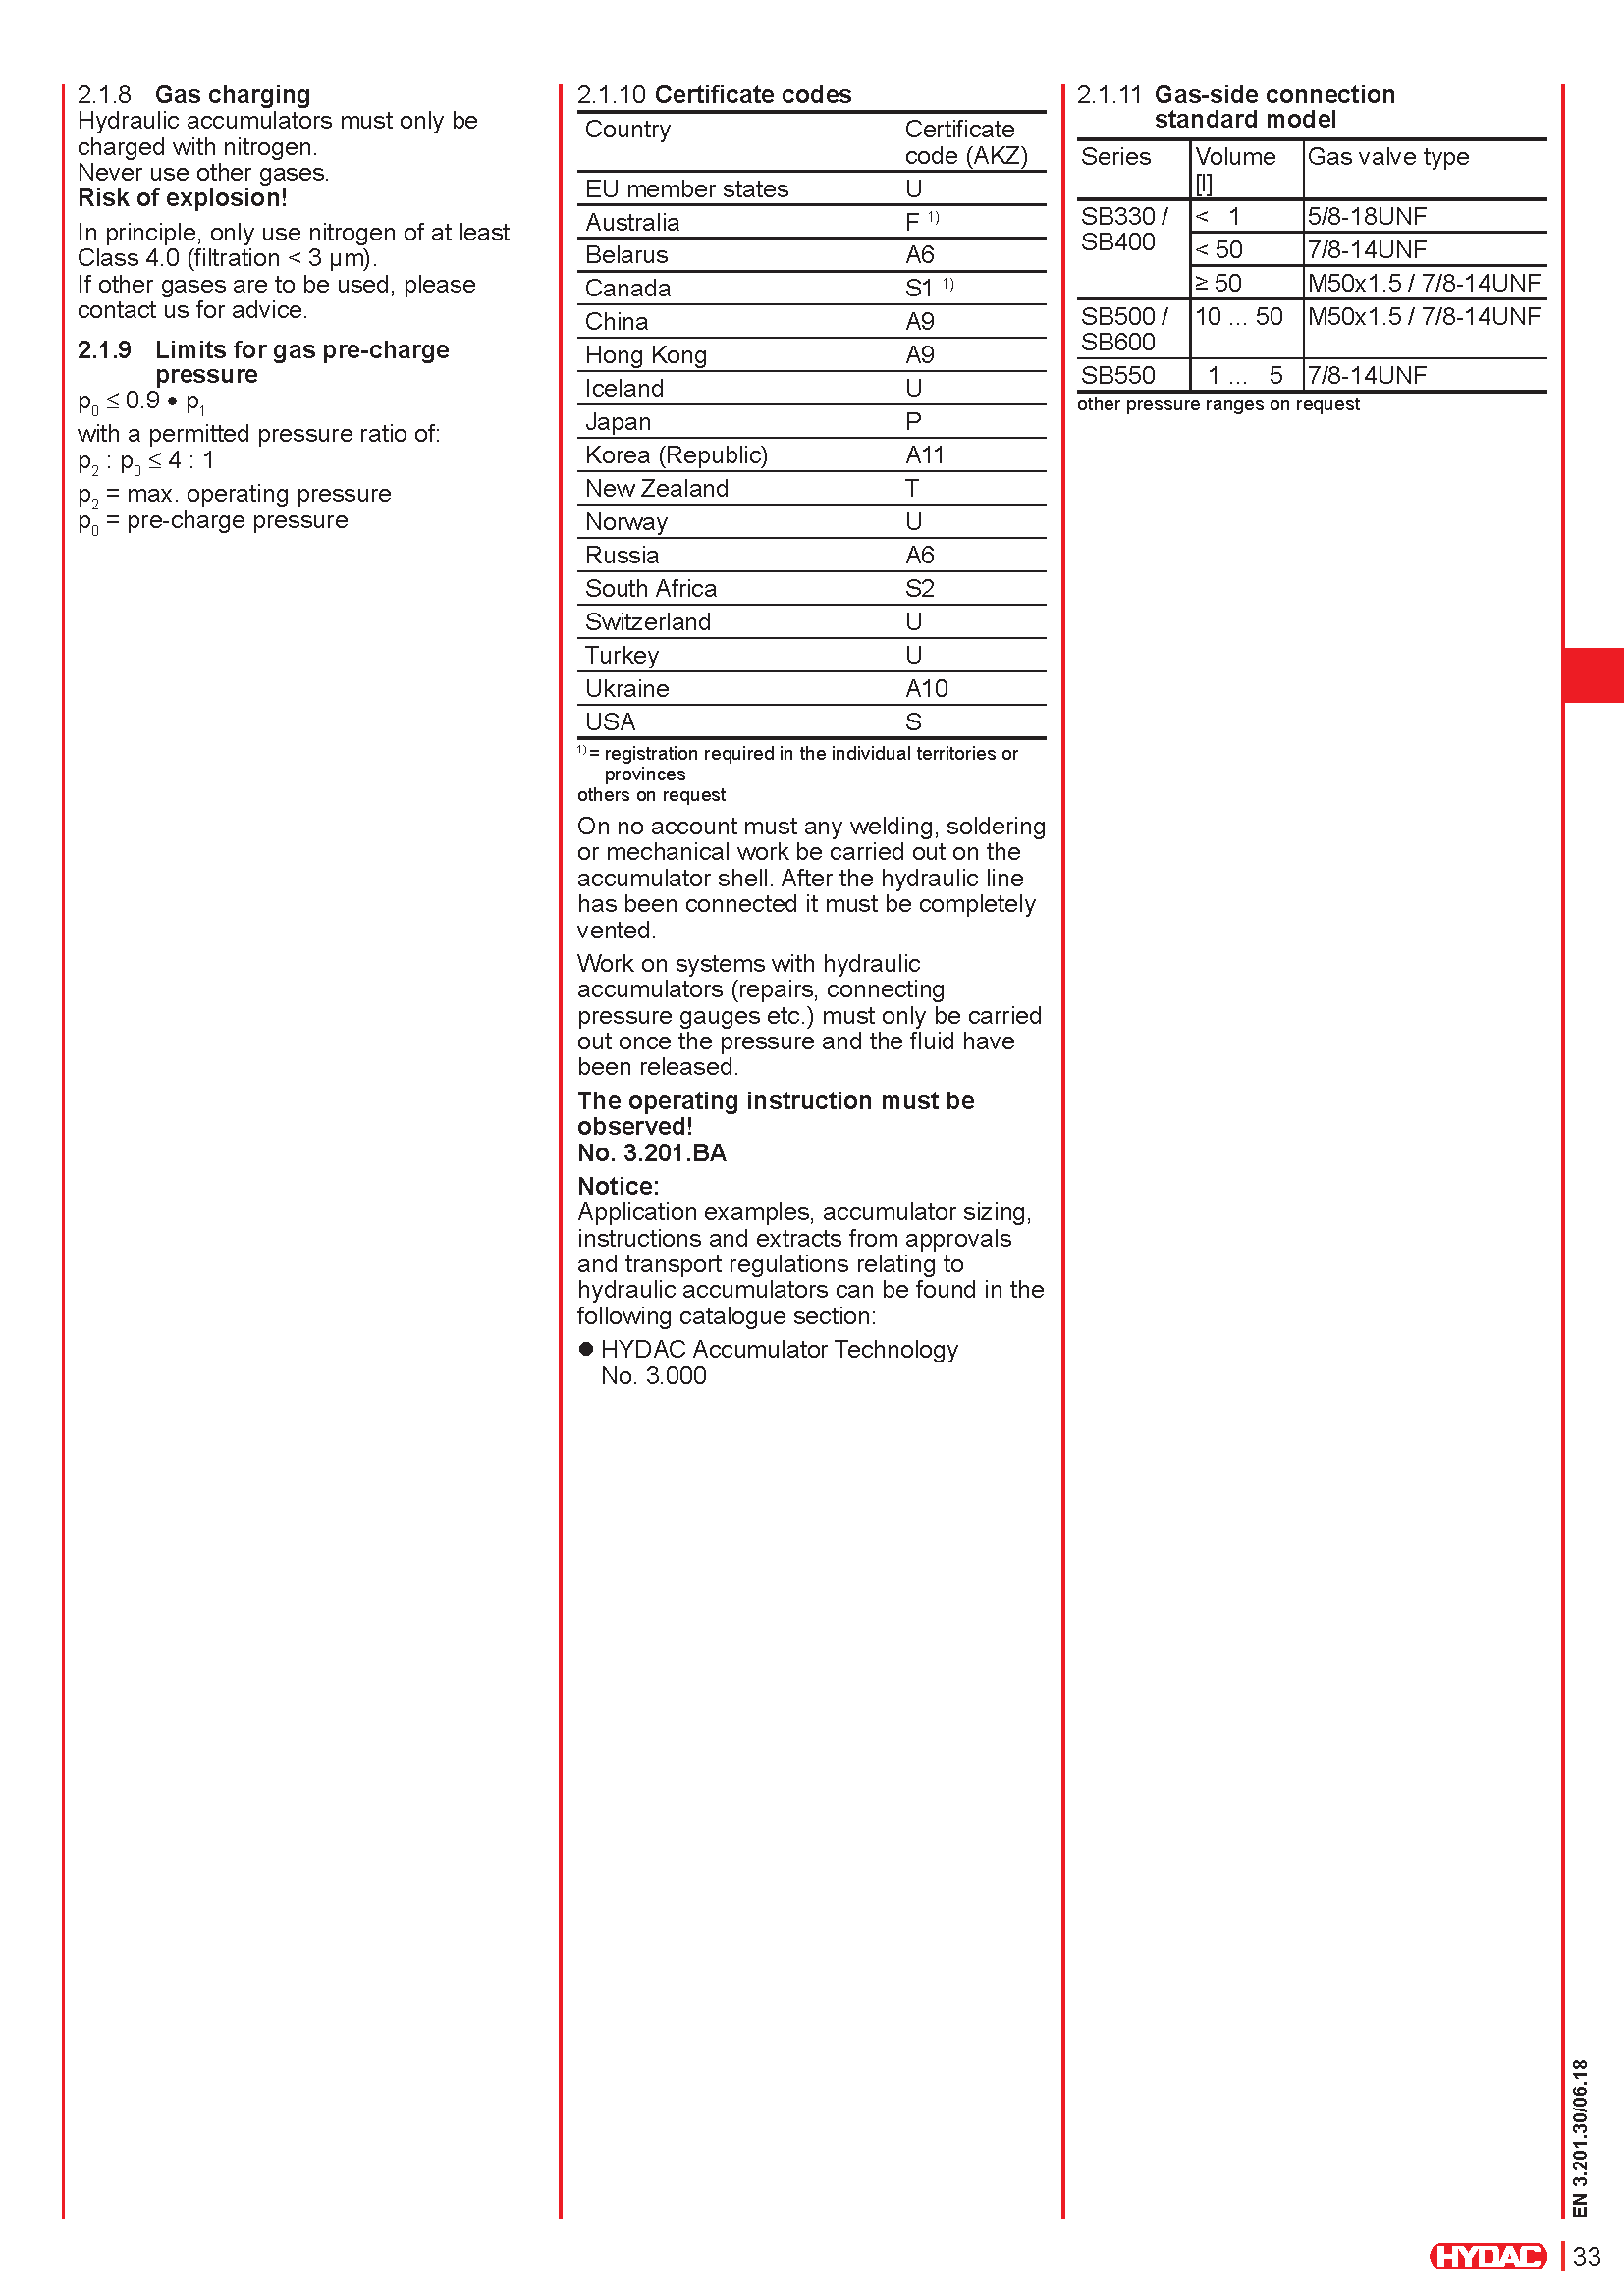 2.1.8 Gas charging
Hydraulic accumulators must only be
charged with nitrogen.
Never use other gases.
Risk of explosion!
In principle, only use nitrogen of at least
Class 4.0 (filtration < 3 µm).
If other gases are to be used, please
contact us for advice.
2.1.9 Limits for gas pre-charge
pressure
p0 ≤ 0.9 • p1
with a permitted pressure ratio of:
p2 : p0 ≤ 4 : 1
p2 = max. operating pressure
p0 = pre-charge pressure
2.1.10 Certificate codes
Country Certificate
code (AKZ)
EU member states U
Australia F 1)
Belarus A6
Canada S1 1)
China A9
Hong Kong A9
Iceland U
Japan P
Korea (Republic) A11
New Zealand T
Norway U
Russia A6
South Africa S2
Switzerland U
Turkey U
Ukraine A10
USA S
1) = registration required in the individual territories or
provinces
others on request
On no account must any welding, soldering
or mechanical work be carried out on the
accumulator shell. After the hydraulic line
has been connected it must be completely
vented.
Work on systems with hydraulic
accumulators (repairs, connecting
pressure gauges etc.) must only be carried
out once the pressure and the fluid have
been released.
The operating instruction must be
observed!
No. 3.201.BA
Notice:
Application examples, accumulator sizing,
instructions and extracts from approvals
and transport regulations relating to
hydraulic accumulators can be found in the
following catalogue section:
● HYDAC Accumulator Technology
No. 3.000
2.1.11 Gas-side connection
standard model
Series Volume Gas valve type
[l]
SB330 / < 1 5/8-18UNF
SB400 < 50 7/8-14UNF
≥ 50 M50x1.5 / 7/8-14UNF
SB500 / 10 ... 50 M50x1.5 / 7/8-14UNF
SB600
SB550 1 ... 5 7/8-14UNF
other pressure ranges on request
EN 3.201.30/06.18
HYDAC 33